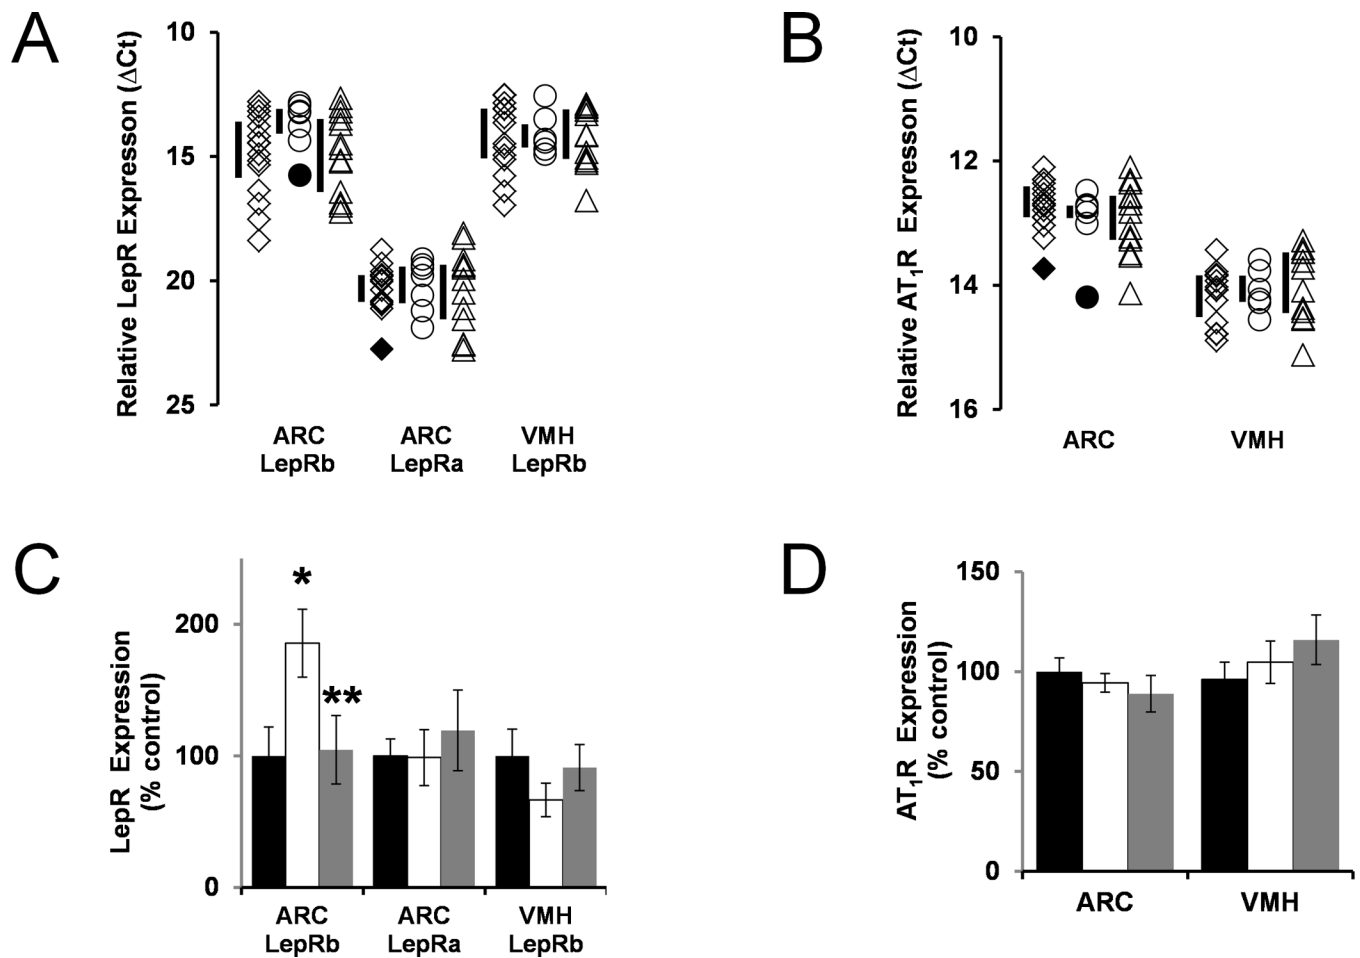 A
Relative LepR Expresson (ΔCt)
10
15
20
25
ARC
LepRb
ARC
LepRa
VMH
LepRb
B
Relative AT₁R Expression (ΔCt)
10
12
14
16
ARC
VMH
C
LepR Expression
(% control)
200
100
0
*
**
ARC
LepRb
ARC
LepRa
VMH
LepRb
D
AT₁R Expression
(% control)
150
100
50
0
ARC
VMH